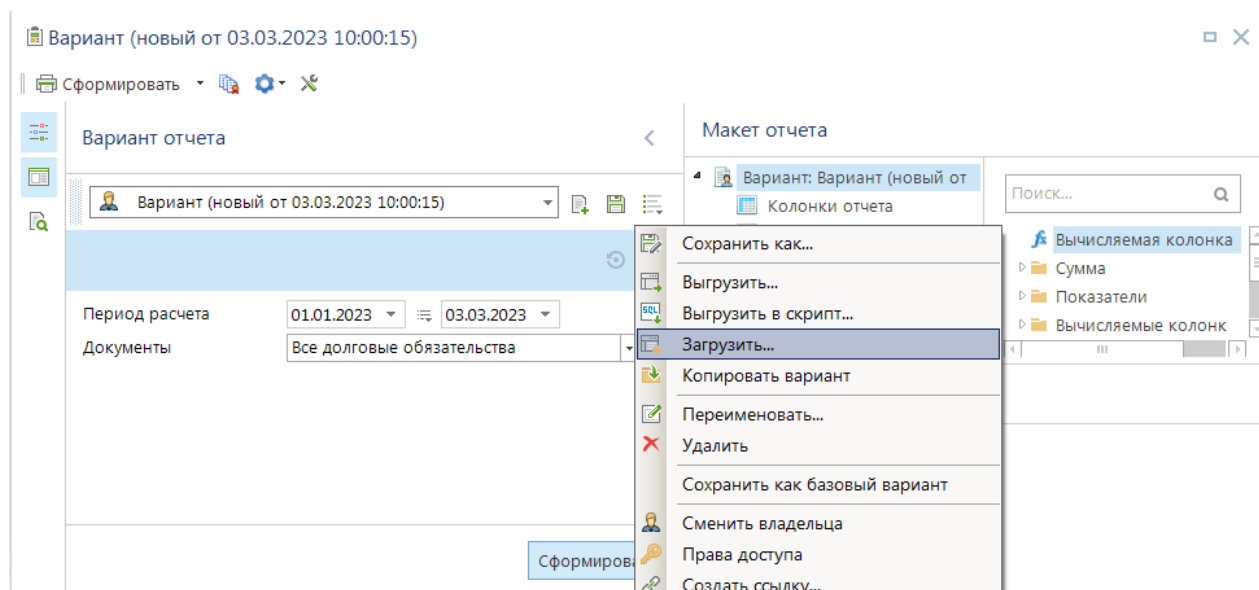 Вариант (новый от 03.03.2023 10:00:15)
Сформировать
Вариант отчета
Макет отчета
Вариант (новый от 03.03.2023 10:00:15)
Вариант: Вариант (новый от
Колонки отчета
Поиск...
Вычисляемая колонка
Сумма
Показатели
Вычисляемые колонк
Период расчета 01.01.2023 03.03.2023
Документы Все долговые обязательства
Сформирова
Сохранить как...
Выгрузить...
SQL Выгрузить в скрипт...
Загрузить...
Копировать вариант
Переименовать...
Удалить
Сохранить как базовый вариант
Сменить владельца
Права доступа
Создать ссылку...